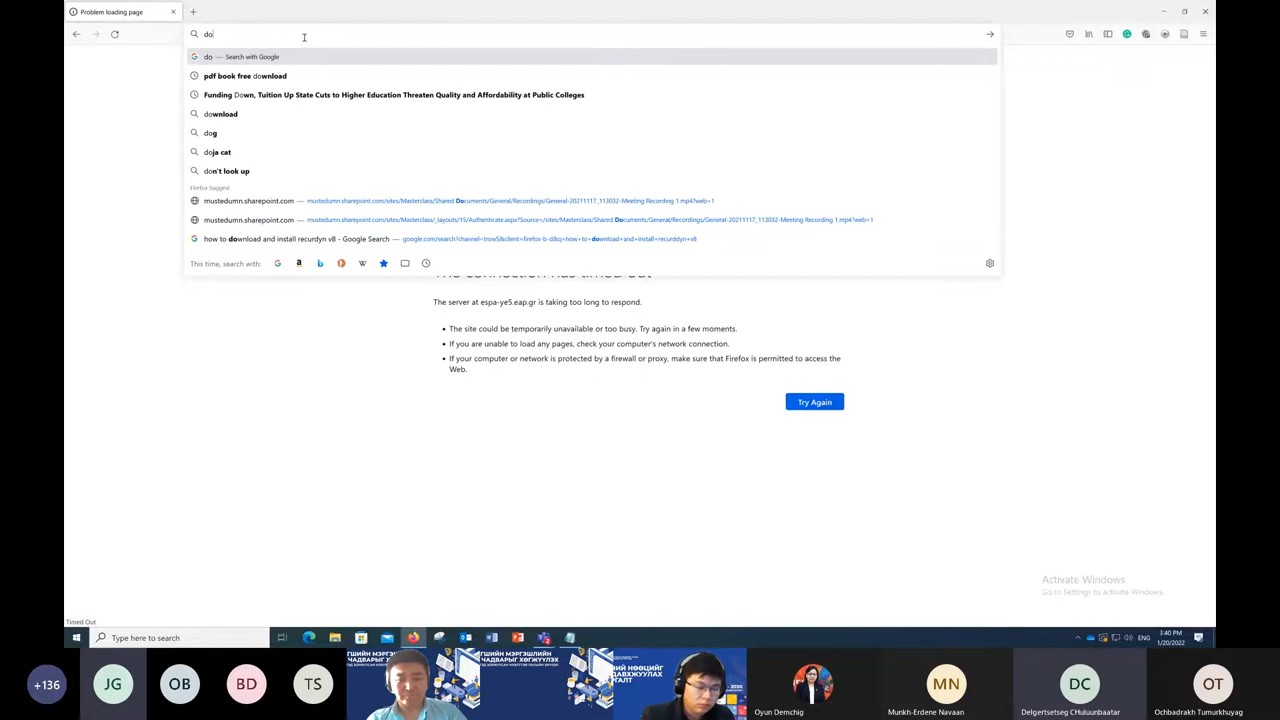 Problem loading page
do
do — Search with Google
pdf book free download
Funding Down, Tuition Up State Cuts to Higher Education Threaten Quality and Affordability at Public Colleges
download
dog
doja cat
don't look up
Firefox Suggest
mustedumn.sharepoint.com — mustedumn.sharepoint.com/sites/Masterclass/Shared Documents/General/Recordings/General-20211117_113032-Meeting Recording 1.mp4?web=1
mustedumn.sharepoint.com — mustedumn.sharepoint.com/sites/Masterclass/_layouts/15/Authenticate.aspx?Source=/sites/Masterclass/Shared Documents/General/Recordings/General-20211117_113032-Meeting Recording 1.mp4?web=1
how to download and install recurdyn v8 - Google Search — google.com/search?channel=trow5&client=firefox-b-d&q=how+to+download+and+install+recurddyn+v8
This time, search with:
The server at espa-ye5.eap.gr is taking too long to respond.
The site could be temporarily unavailable or too busy. Try again in a few moments.
If you are unable to load any pages, check your computer's network connection.
If your computer or network is protected by a firewall or proxy, make sure that Firefox is permitted to access the
Web.
Try Again
Activate Windows
Go to Settings to activate Windows.
Timed Out
Type here to search
ENG
3:40 PM
1/20/2022
+136
JG
OB
BD
TS
MN
DC
OT
Oyun Demchig
Munkh-Erdene Navaan
Delgertsetseg CHuluunbaatar
Ochbadrakh Tumurkhuyag